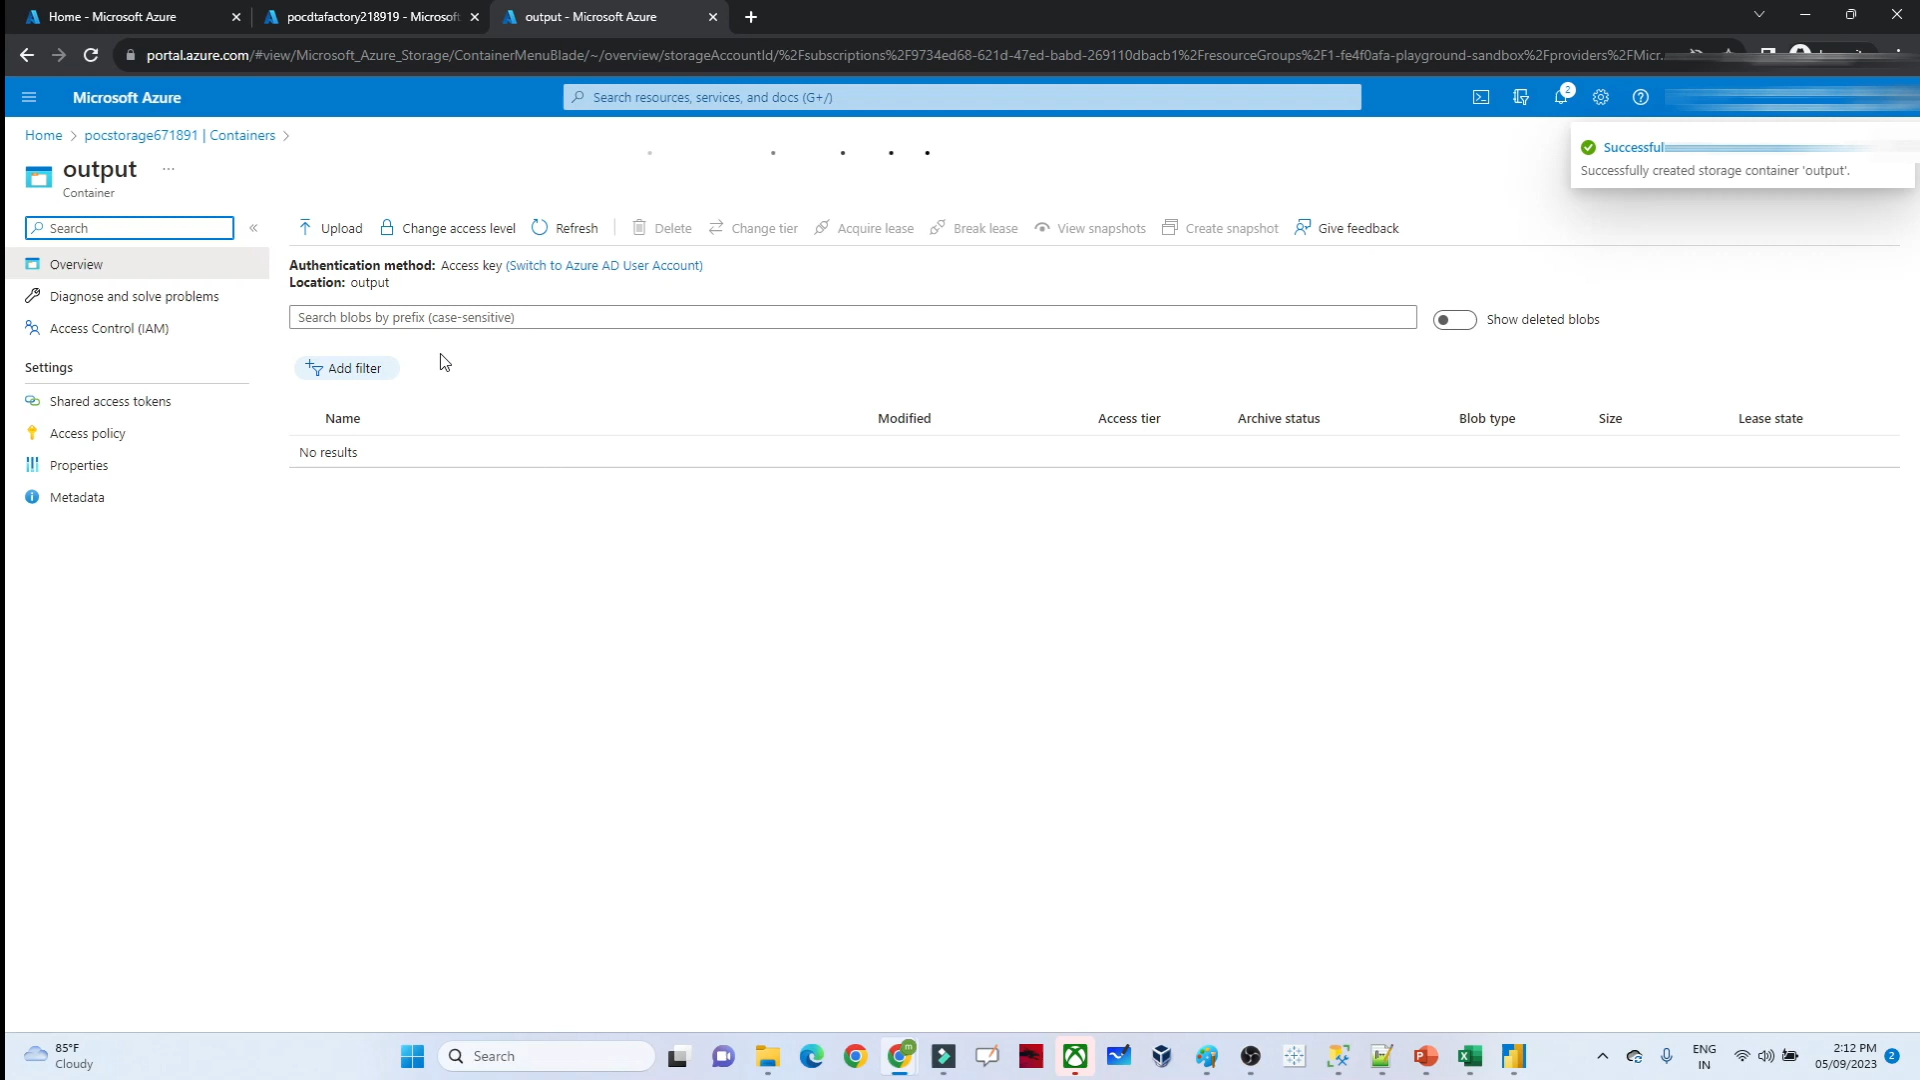 Home - Microsoft Azure
pocdtafactory218919 - Microsoft
output - Microsoft Azure
portal.azure.com/#view/Microsoft_Azure_Storage/ContainerMenuBlade/~/overview/storageAccountId/%2Fsubscriptions%2F9734ed68-621d-47ed-babd-269110dbacb1%2FresourceGroups%2F1-fe4f0afa-playground-sandbox%2Fproviders%2FMicr...
Microsoft Azure
Search resources, services, and docs (G+/)
2
Home > pocstorage671891 | Containers >
Successful
Successfully created storage container 'output'.
output
...
Container
Search
«
Upload
Change access level
Refresh
Delete
Change tier
Acquire lease
Break lease
View snapshots
Create snapshot
Give feedback
Overview
Diagnose and solve problems
Access Control (IAM)
Settings
Shared access tokens
Access policy
Properties
Metadata
Authentication method: Access key (Switch to Azure AD User Account)
Location: output
Search blobs by prefix (case-sensitive)
Show deleted blobs
Add filter
Name Modified Access tier Archive status Blob type Size Lease state
No results
85°F
Cloudy
Search
ENG
IN
2:12 PM
05/09/2023
2